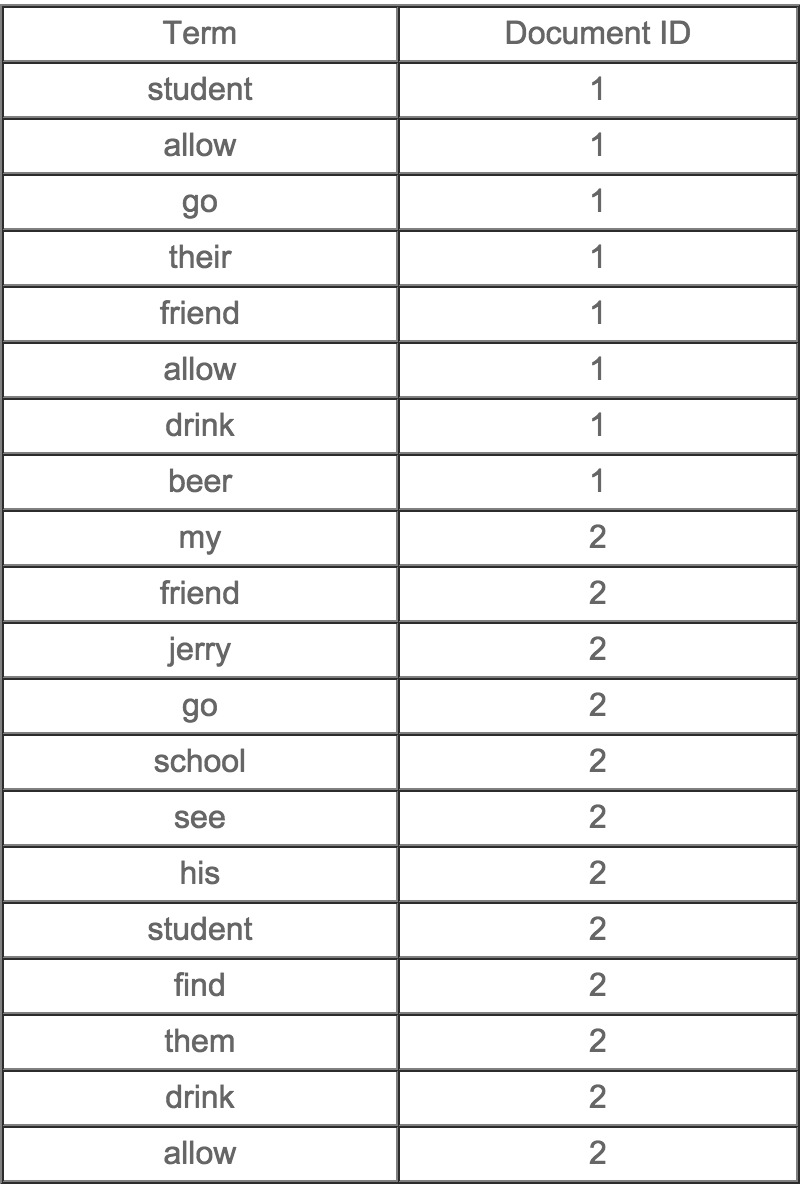 Term Document ID
student 1
allow 1
go 1
their 1
friend 1
allow 1
drink 1
beer 1
my 2
friend 2
jerry 2
go 2
school 2
see 2
his 2
student 2
find 2
them 2
drink 2
allow 2